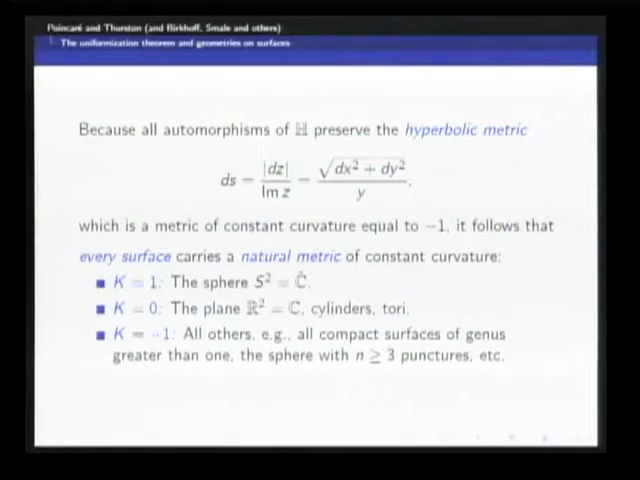 Poincaré and Thurston (and Birkhoff, Smale and others)
The uniformization theorem and geometries on surfaces
Because all automorphisms of ℍ preserve the hyperbolic metric
ds = |dz| / Im z = √(dx² + dy²) / y,
which is a metric of constant curvature equal to −1, it follows that
every surface carries a natural metric of constant curvature:
K = 1: The sphere S² = Ĉ.
K = 0: The plane ℝ² = ℂ, cylinders, tori.
K = −1: All others, e.g., all compact surfaces of genus
greater than one, the sphere with n ≥ 3 punctures, etc.